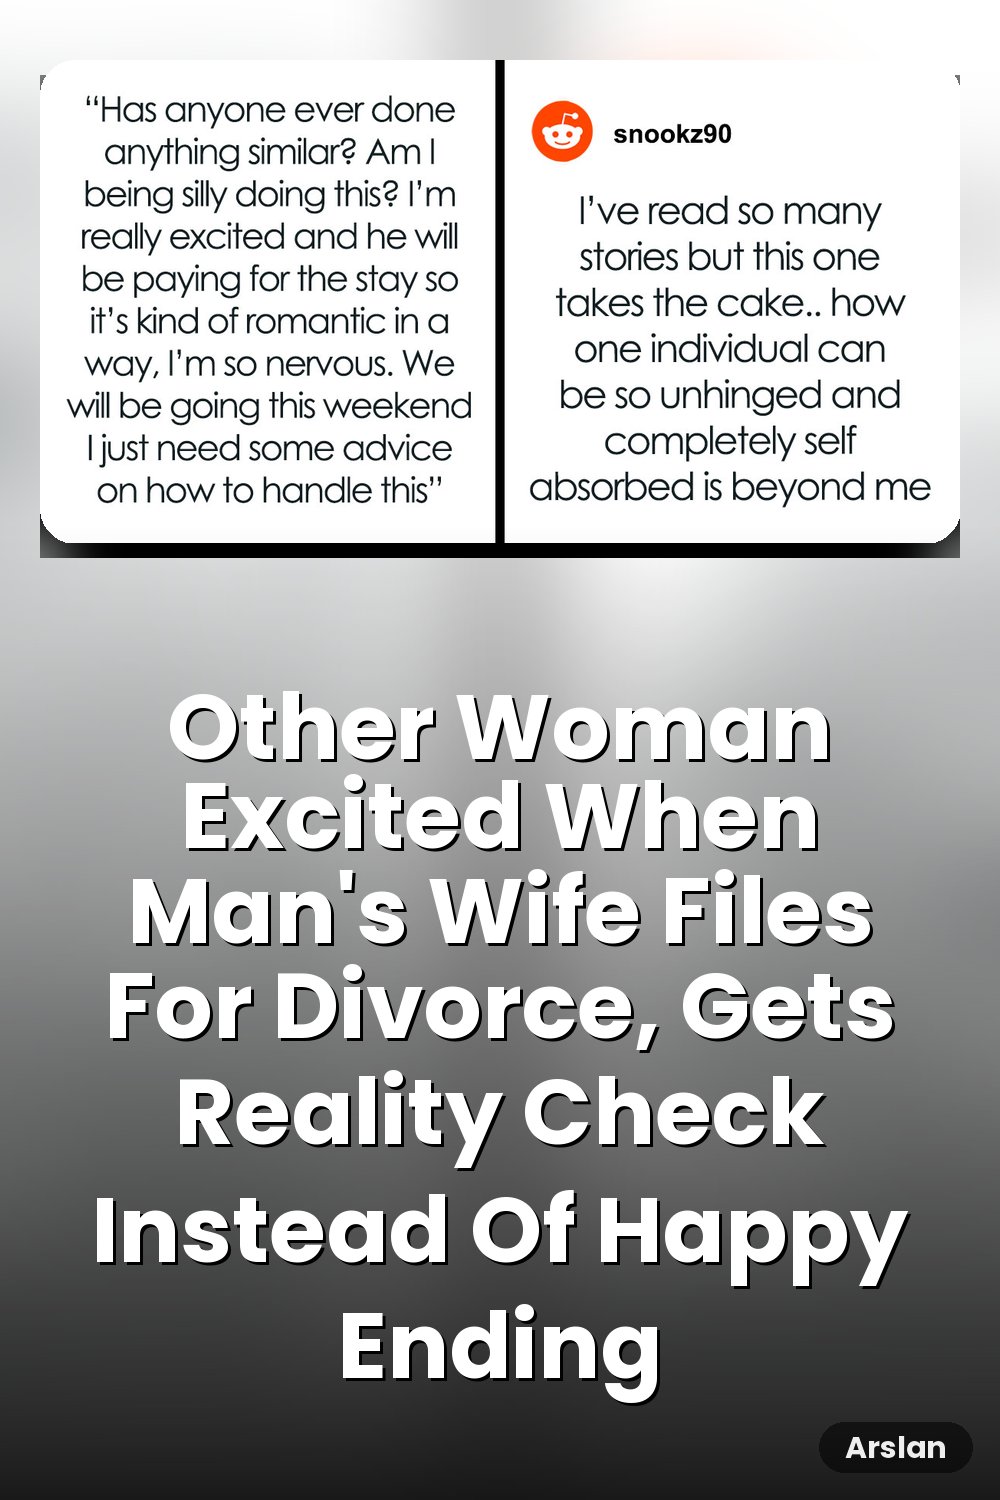 “Has anyone ever done
anything similar? Am I
being silly doing this? I’m
really excited and he will
be paying for the stay so
it’s kind of romantic in a
way, I’m so nervous. We
will be going this weekend
I just need some advice
on how to handle this”
snookz90
I’ve read so many
stories but this one
takes the cake.. how
one individual can
be so unhinged and
completely self
absorbed is beyond me
Other Woman
Excited When
Man's Wife Files
For Divorce, Gets
Reality Check
Instead Of Happy
Ending
Arslan